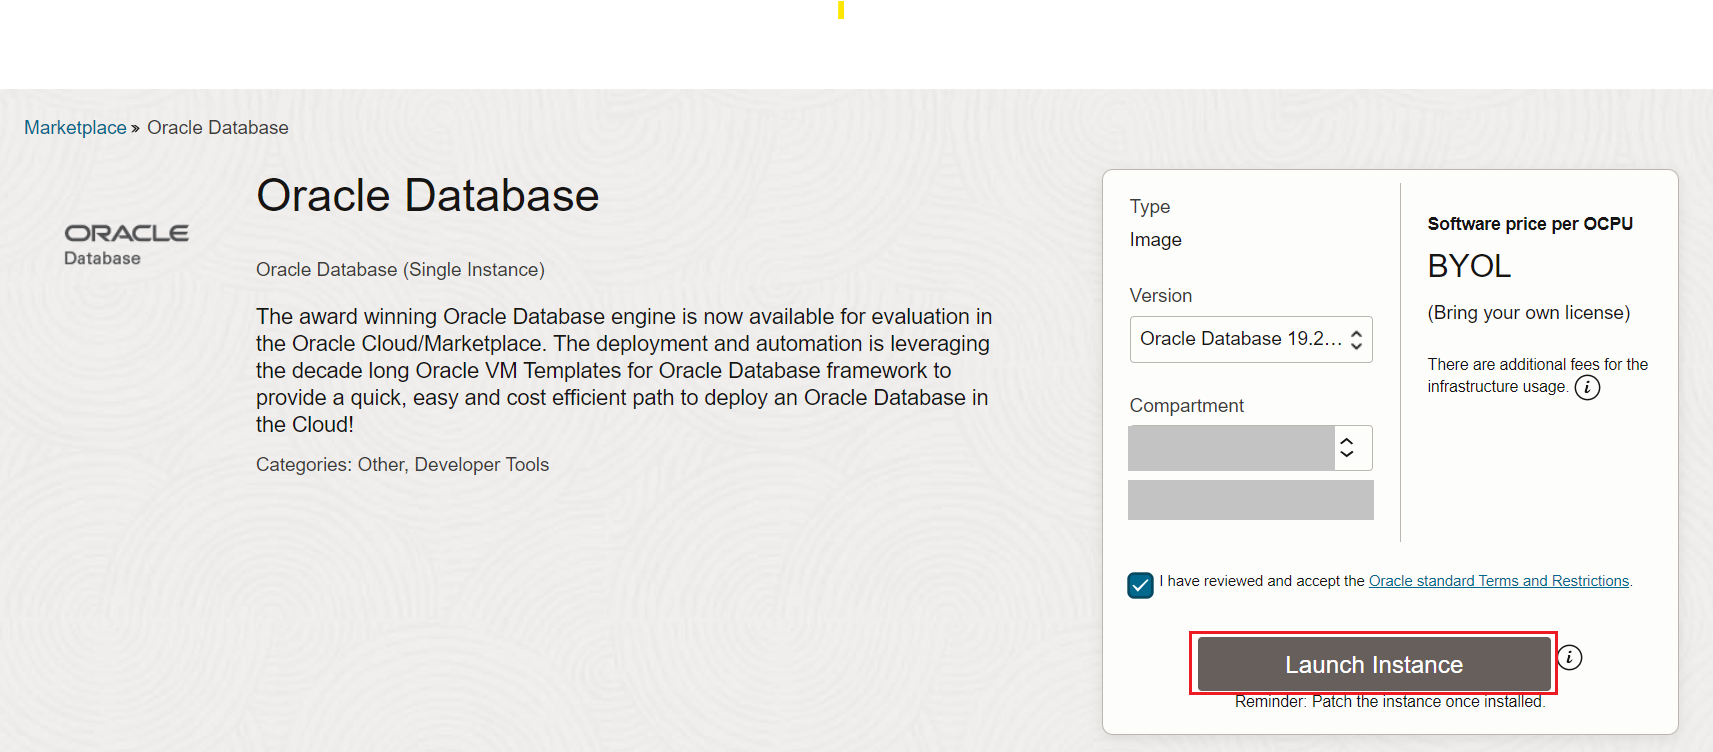 Marketplace » Oracle Database
ORACLE
Database
Oracle Database
Oracle Database (Single Instance)
The award winning Oracle Database engine is now available for evaluation in
the Oracle Cloud/Marketplace. The deployment and automation is leveraging
the decade long Oracle VM Templates for Oracle Database framework to
provide a quick, easy and cost efficient path to deploy an Oracle Database in
the Cloud!
Categories: Other, Developer Tools
Type
Image
Version
Oracle Database 19.2...
Compartment
Software price per OCPU
BYOL
(Bring your own license)
There are additional fees for the
infrastructure usage. i
I have reviewed and accept the Oracle standard Terms and Restrictions.
Launch Instance i
Reminder: Patch the instance once installed.